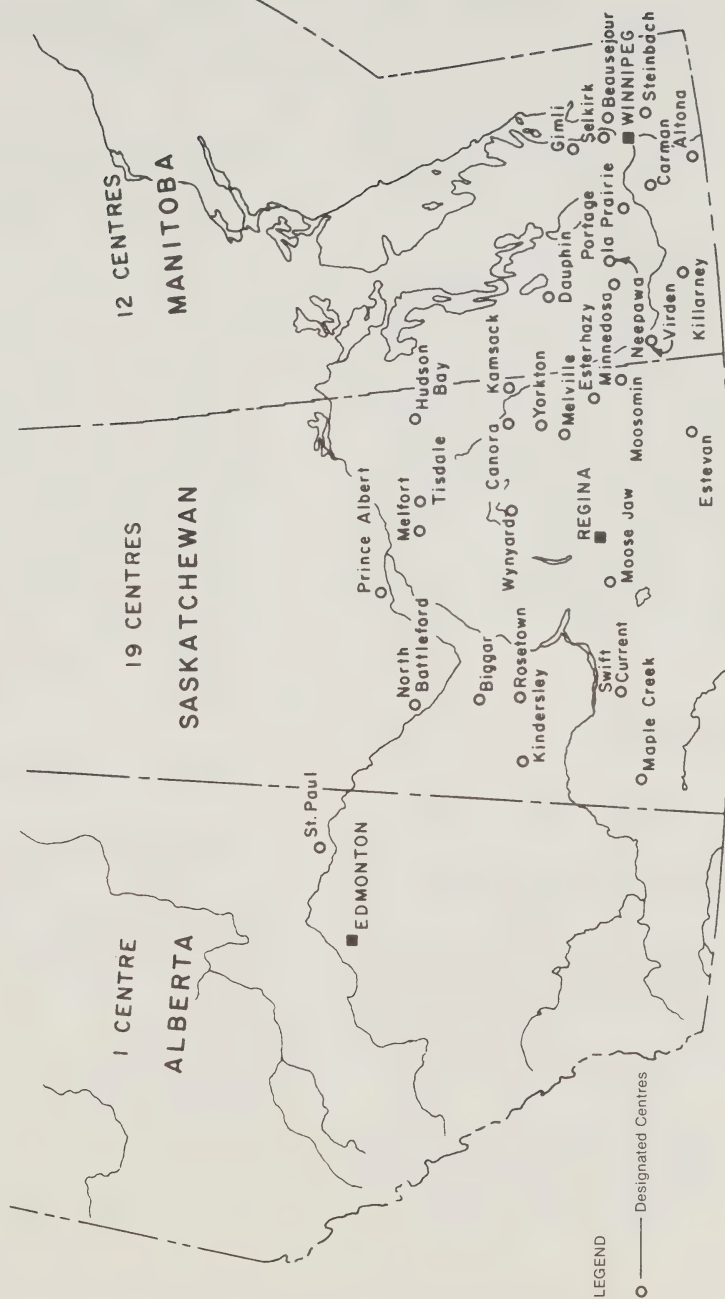 1 CENTRE
ALBERTA
19 CENTRES
SASKATCHEWAN
12 CENTRES
MANITOBA
St. Paul
EDMONTON
Prince Albert
North
Battleford
Melfort
Tisdale
Hudson
Bay
Biggar
Rosetown
Kindersley
Wynyard
Canora
Kamsack
Yorkton
Melville
Esterhazy
REGINA
Moose Jaw
Swift
Current
Maple Creek
Moosomin
Estevan
Dauphin
Minnedosa
Neepawa
Virden
Killarney
Portage
la Prairie
Gimli
Selkirk
Beausejour
WINNIPEG
Steinbach
Carman
Altona
LEGEND
Designated Centres